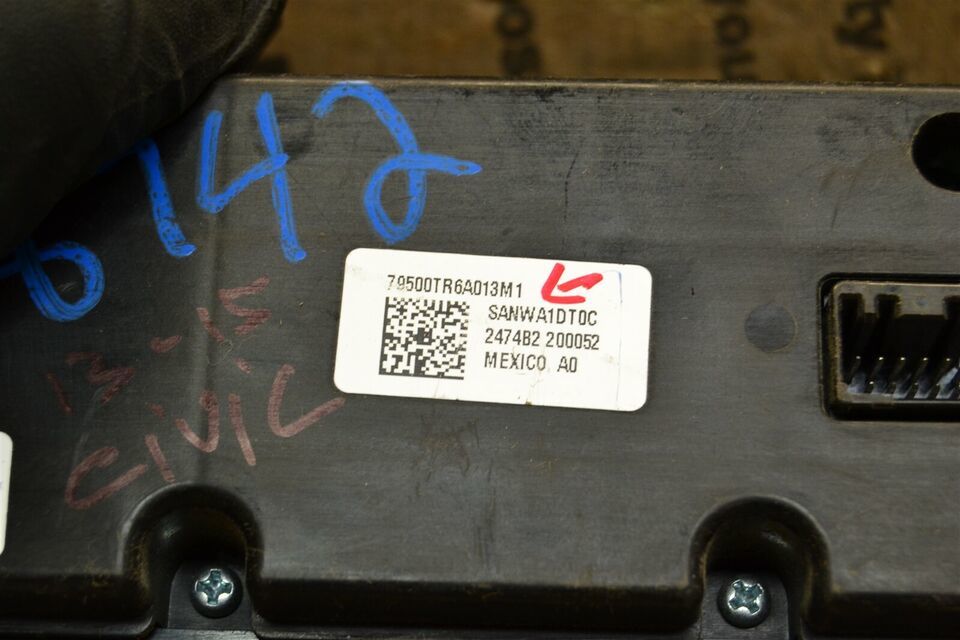 6142
79500TR6A013M1
SANWA1DT0C
2474B2 200052
MEXICO A0
13-15
CIVIC